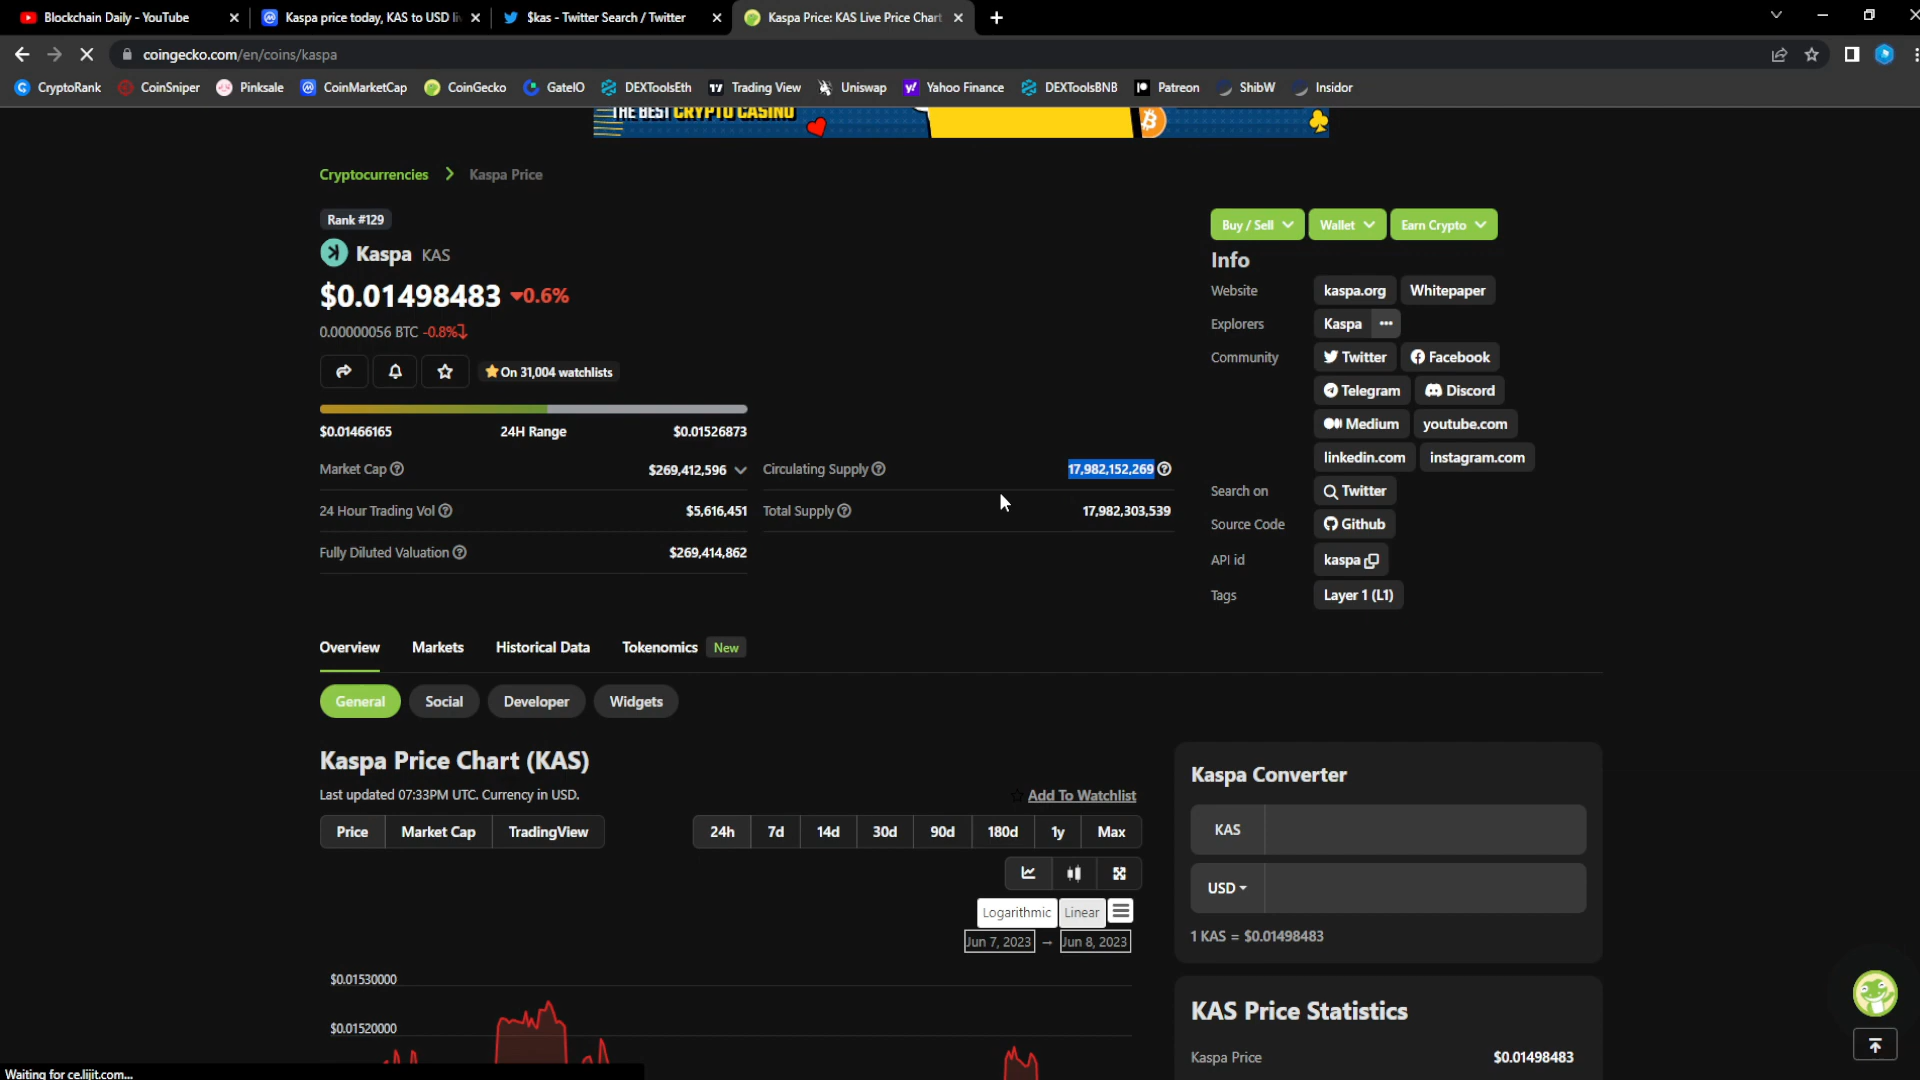 Blockchain Daily - YouTube
Kaspa price today, KAS to USD li
$kas - Twitter Search / Twitter
Kaspa Price: KAS Live Price Chart
coingecko.com/en/coins/kaspa
CryptoRank CoinSniper Pinksale CoinMarketCap CoinGecko GateIO DEXToolsEth Trading View Uniswap Yahoo Finance DEXToolsBNB Patreon ShibW Insidor
THE BEST CRYPTO CASINO
Cryptocurrencies Kaspa Price
Rank #129
Kaspa KAS
$0.01498483 0.6%
0.00000056 BTC -0.8%
On 31,004 watchlists
$0.01466165 24H Range $0.01526873
Market Cap $269,412,596
Circulating Supply 17,982,152,269
24 Hour Trading Vol $5,616,451
Total Supply 17,982,303,539
Fully Diluted Valuation $269,414,862
Buy / Sell Wallet Earn Crypto
Info
Website kaspa.org Whitepaper
Explorers Kaspa •••
Community Twitter Facebook
Telegram Discord
Medium youtube.com
linkedin.com instagram.com
Search on Twitter
Source Code Github
API id kaspa
Tags Layer 1 (L1)
Overview Markets Historical Data Tokenomics New
General Social Developer Widgets
Kaspa Price Chart (KAS)
Last updated 07:33PM UTC. Currency in USD.
Add To Watchlist
Price Market Cap TradingView
24h 7d 14d 30d 90d 180d 1y Max
Logarithmic Linear
Jun 7, 2023 → Jun 8, 2023
$0.01530000
$0.01520000
Kaspa Converter
KAS
USD
1 KAS = $0.01498483
KAS Price Statistics
Kaspa Price $0.01498483
Waiting for ce.lijit.com...